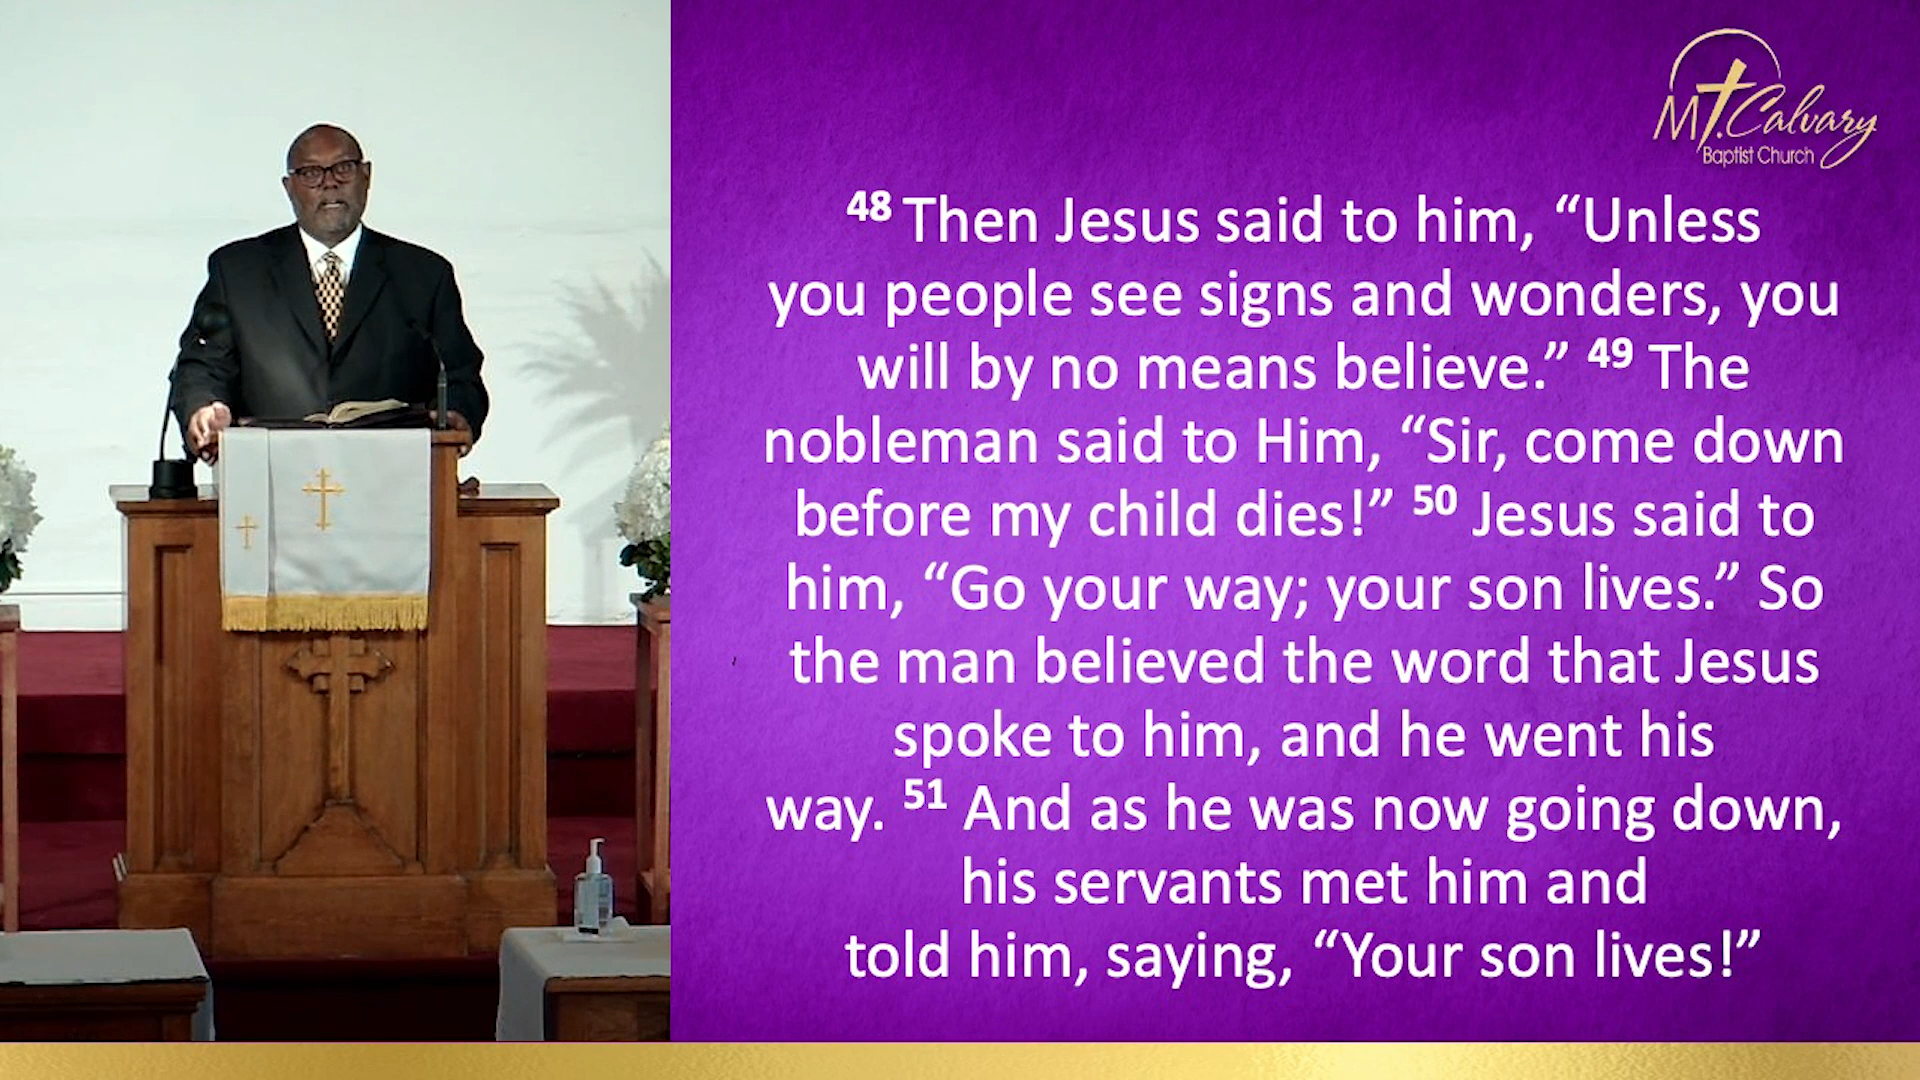 MT. Calvary
Baptist Church
48 Then Jesus said to him, “Unless
you people see signs and wonders, you
will by no means believe.” 49 The
nobleman said to Him, “Sir, come down
before my child dies!” 50 Jesus said to
him, “Go your way; your son lives.” So
the man believed the word that Jesus
spoke to him, and he went his
way. 51 And as he was now going down,
his servants met him and
told him, saying, “Your son lives!”